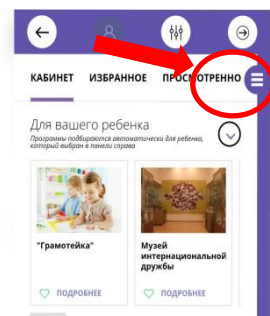 КАБИНЕТ ИЗБРАННОЕ ПРОСМОТРЕННО
Для вашего ребенка
Программы подбираются автоматически для ребенка,
который выбран в панели справа
"Грамотейка"
Музей
интернациональной
дружбы
ПОДРОБНЕЕ
ПОДРОБНЕЕ